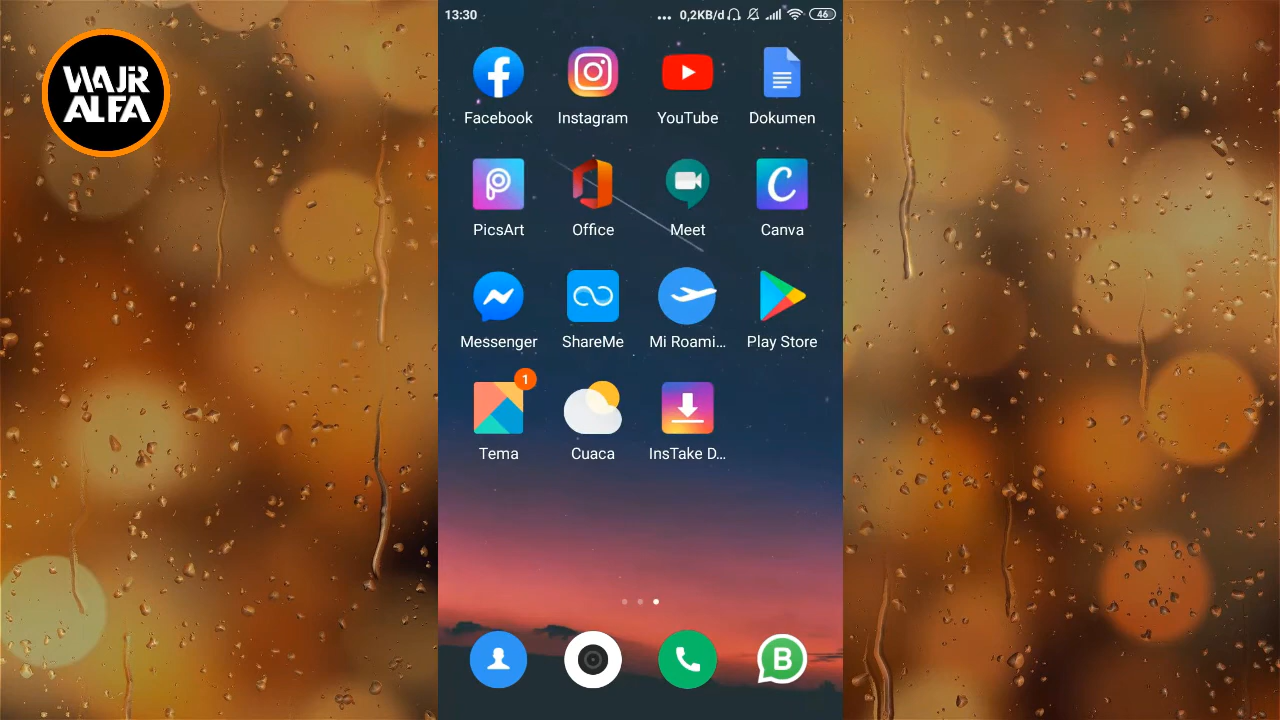 WAJR
ALFA
13:30 ... 0,2KB/d 46
Facebook Instagram YouTube Dokumen
PicsArt Office Meet Canva
Messenger ShareMe Mi Roami... Play Store
1
Tema Cuaca InsTake D...
B